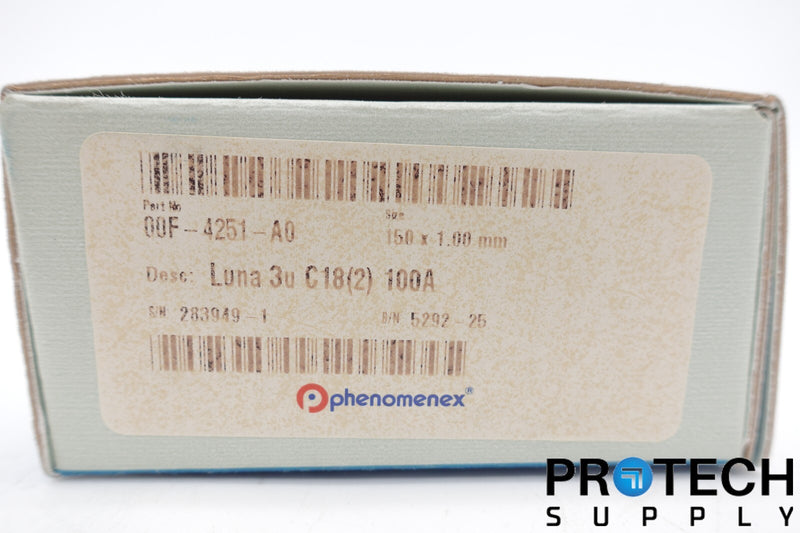 Part No
00F-4251-A0
Size
150 x 1.00 mm
Desc: Luna 3u C18(2) 100A
S/N 283949-1
B/N 5292-25
phenomenex®
PROTECH
SUPPLY